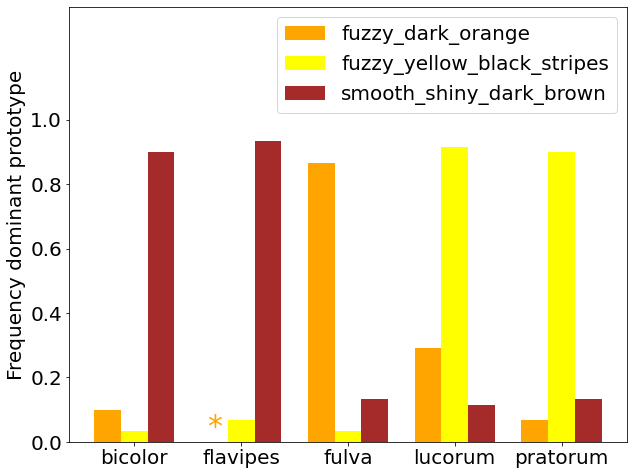 fuzzy_dark_orange
fuzzy_yellow_black_stripes
smooth_shiny_dark_brown
Frequency dominant prototype
1.0
0.8
0.6
0.4
0.2
0.0
*
bicolor flavipes fulva lucorum pratorum